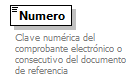 Numero
Clave numérica del
comprobante electrónico o
consecutivo del documento
de referencia